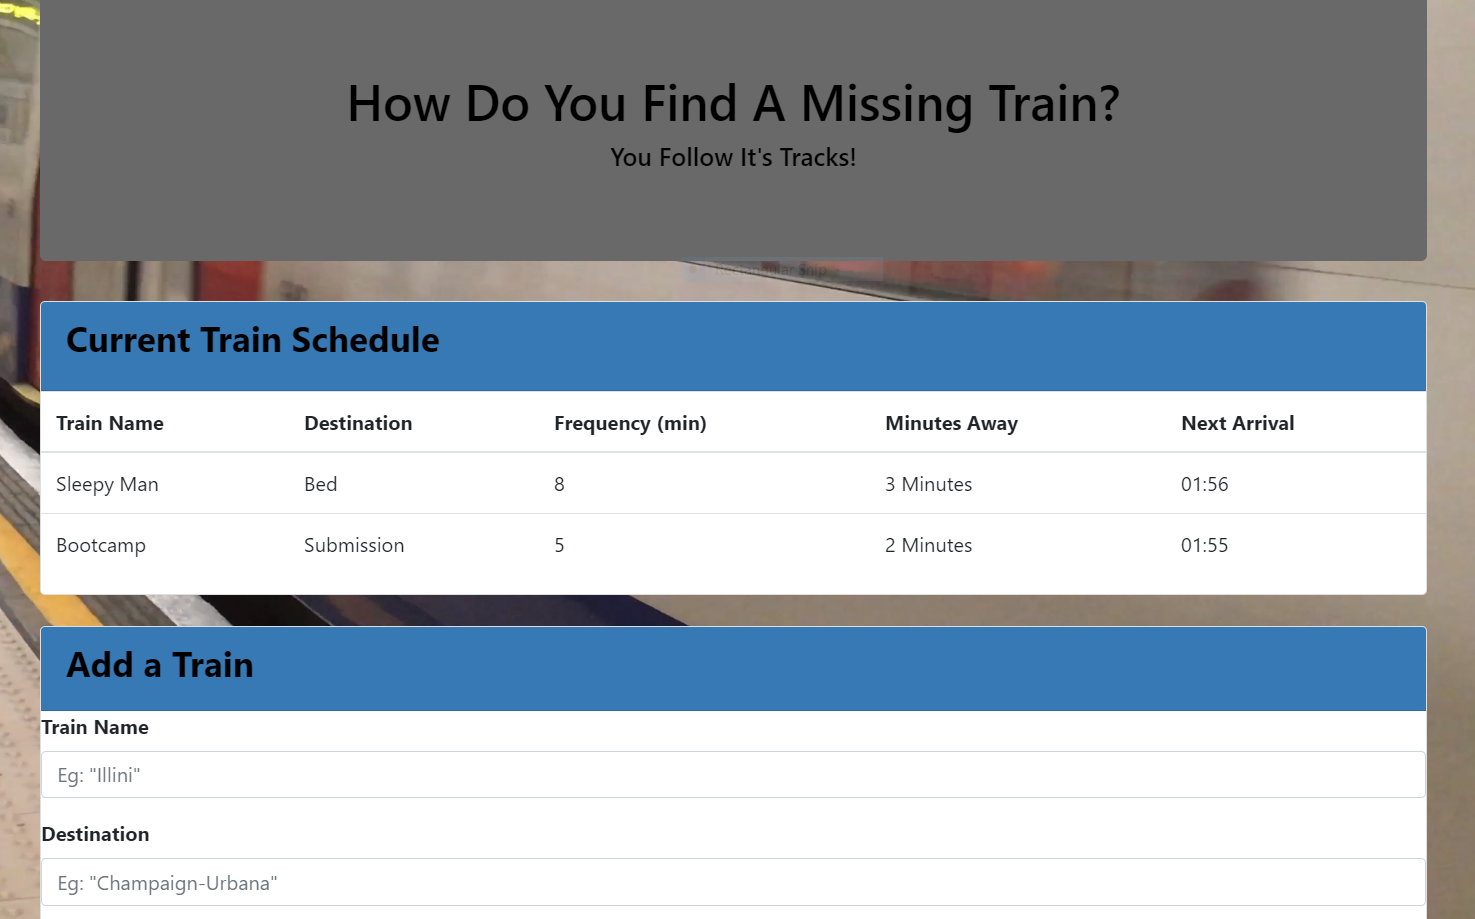 How Do You Find A Missing Train?
You Follow It's Tracks!
Rectangular Snip
Current Train Schedule
Train Name Destination Frequency (min) Minutes Away Next Arrival
Sleepy Man Bed 8 3 Minutes 01:56
Bootcamp Submission 5 2 Minutes 01:55
Add a Train
Train Name
Eg: "Illini"
Destination
Eg: "Champaign-Urbana"